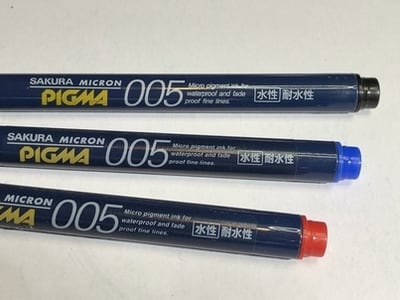 SAKURA MICRON
PIGMA 005
Micro pigment ink for
waterproof and fade
proof fine lines.
水性 耐水性
SAKURA MICRON
PIGMA 005
Micro pigment ink for
waterproof and fade
proof fine lines.
水性 耐水性
MICRON
GMA 005
Micro pigment ink for
waterproof and fade
proof fine lines.
水性 耐水性